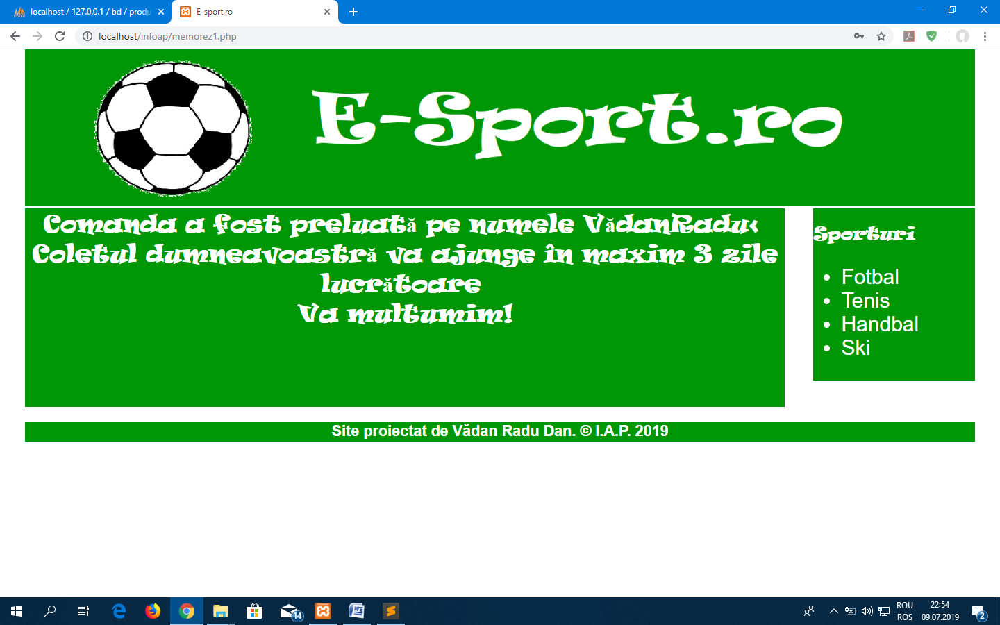 localhost / 127.0.0.1 / bd / produ
E-sport.ro
localhost/infoap/memorez1.php
E-Sport.ro
Comanda a fost preluată pe numele VădanRadu<
Coletul dumneavoastră va ajunge în maxim 3 zile
lucrătoare
Va multumim!
Sporturi
Fotbal
Tenis
Handbal
Ski
Site proiectat de Vădan Radu Dan. © I.A.P. 2019
14
ROU
ROS
22:54
09.07.2019
2